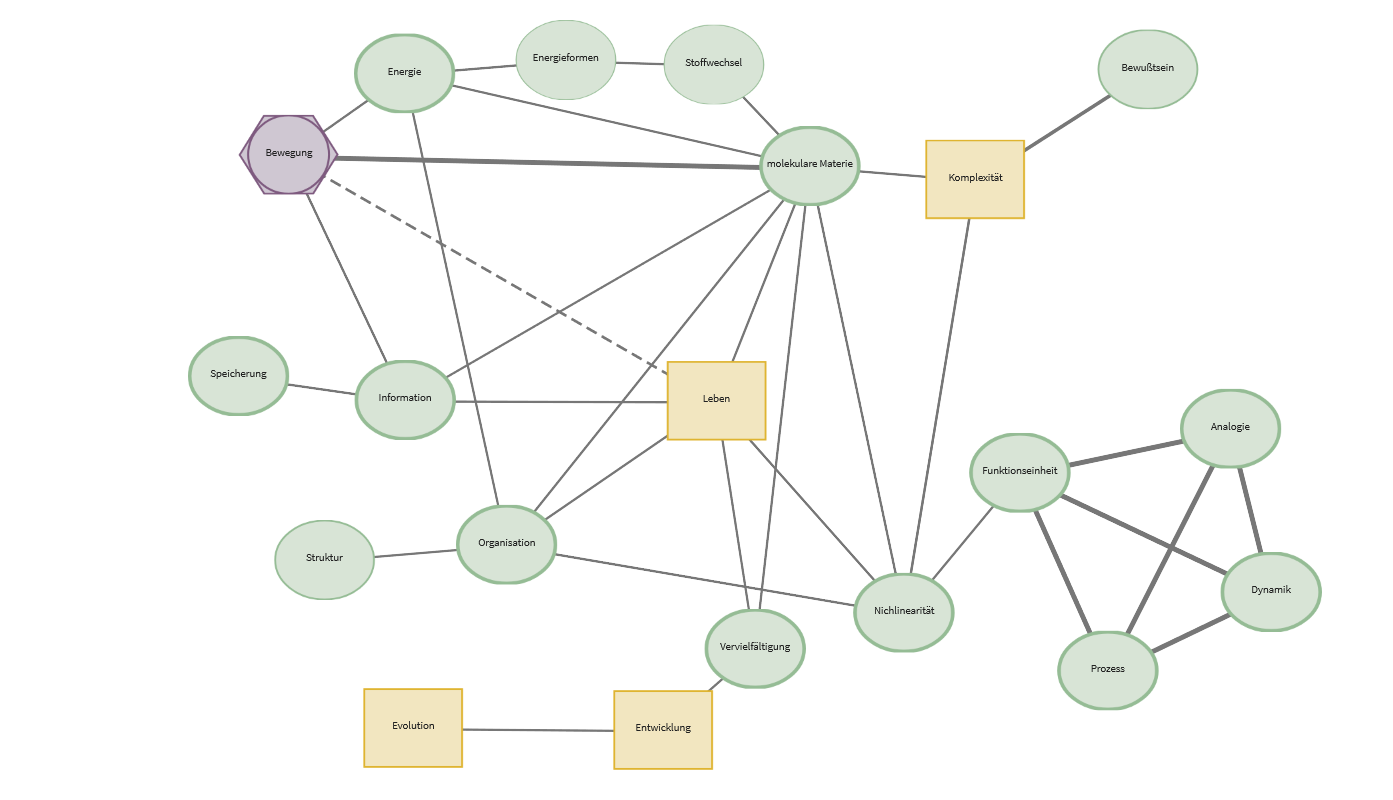 Energie
Energieformen
Stoffwechsel
Bewußtsein
Bewegung
molekulare Materie
Komplexität
Speicherung
Information
Leben
Analogie
Funktionseinheit
Struktur
Organisation
Dynamik
Nichlinearität
Vervielfältigung
Prozess
Evolution
Entwicklung